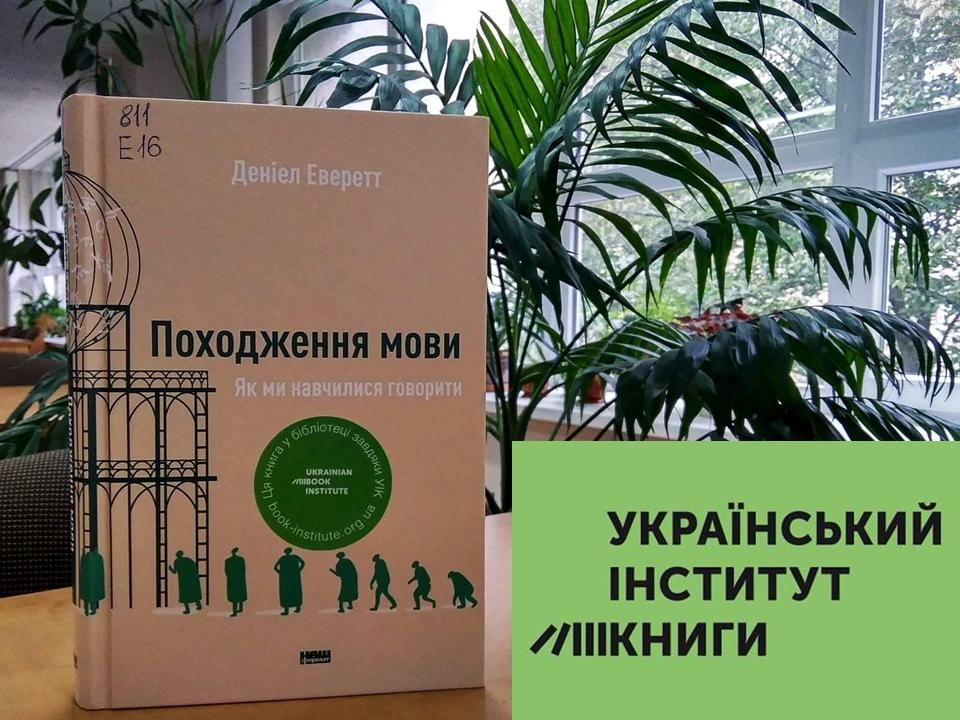 811
Е16
Деніел Еверетт
Походження мови
Як ми навчилися говорити
Ця книга у бібліотеці завдяки УІК
UKRAINIAN
BOOK
INSTITUTE
book-institute.org.ua
наш
формат
УКРАЇНСЬКИЙ
ІНСТИТУТ
КНИГИ